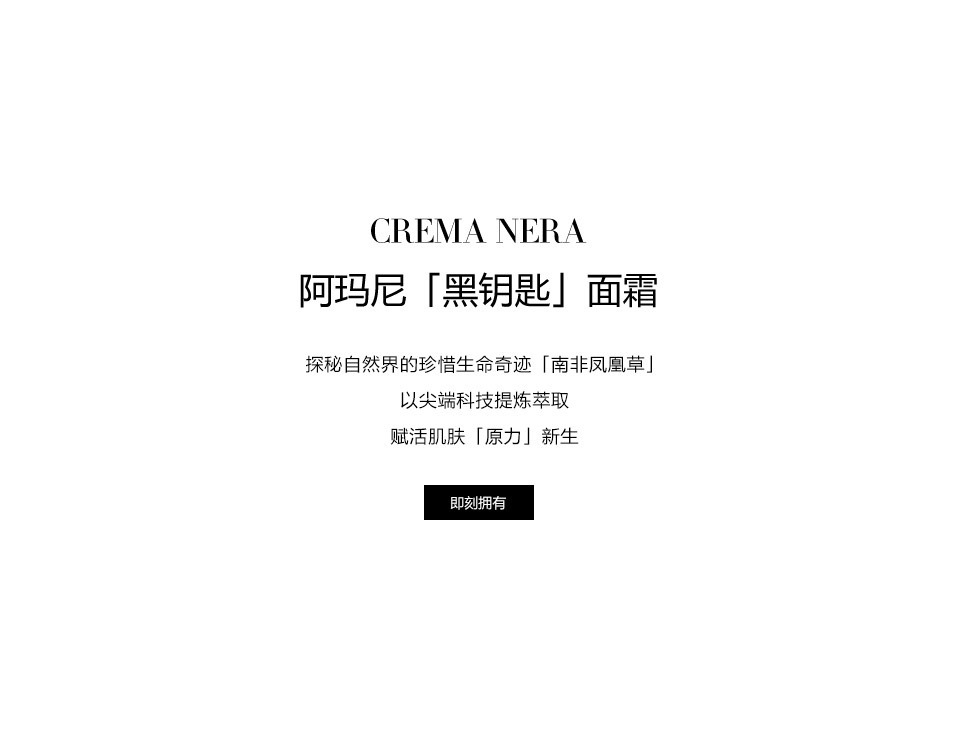 CREMA NERA
阿玛尼「黑钥匙」面霜
探秘自然界的珍惜生命奇迹「南非凤凰草」
以尖端科技提炼萃取
赋活肌肤「原力」新生
即刻拥有